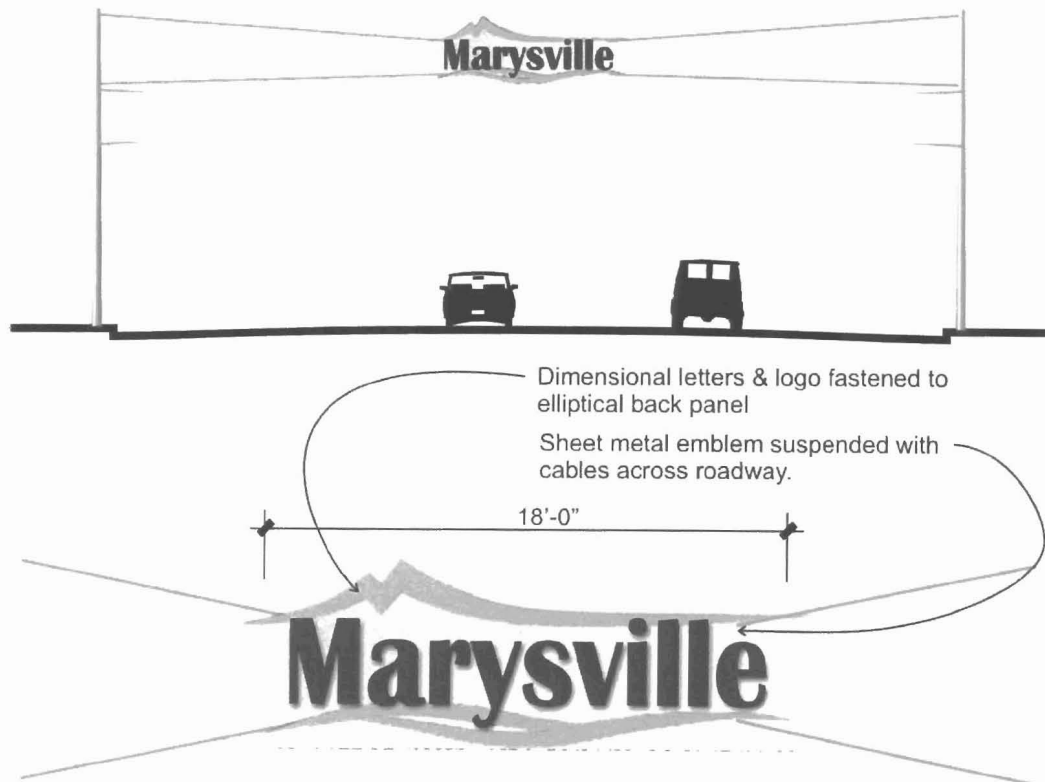 Marysville
Dimensional letters & logo fastened to
elliptical back panel
Sheet metal emblem suspended with
cables across roadway.
18'-0”
Marysville